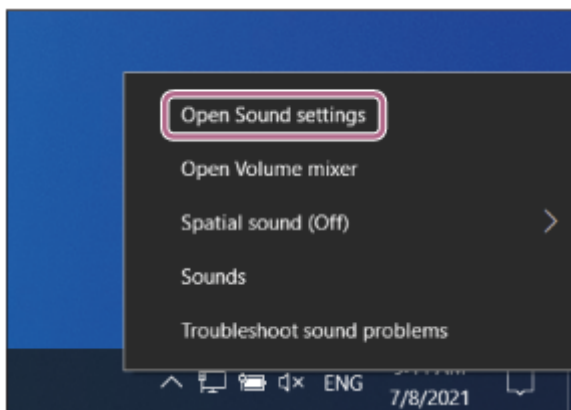 Open Sound settings
Open Volume mixer
Spatial sound (Off)
Sounds
Troubleshoot sound problems
ENG
7/8/2021